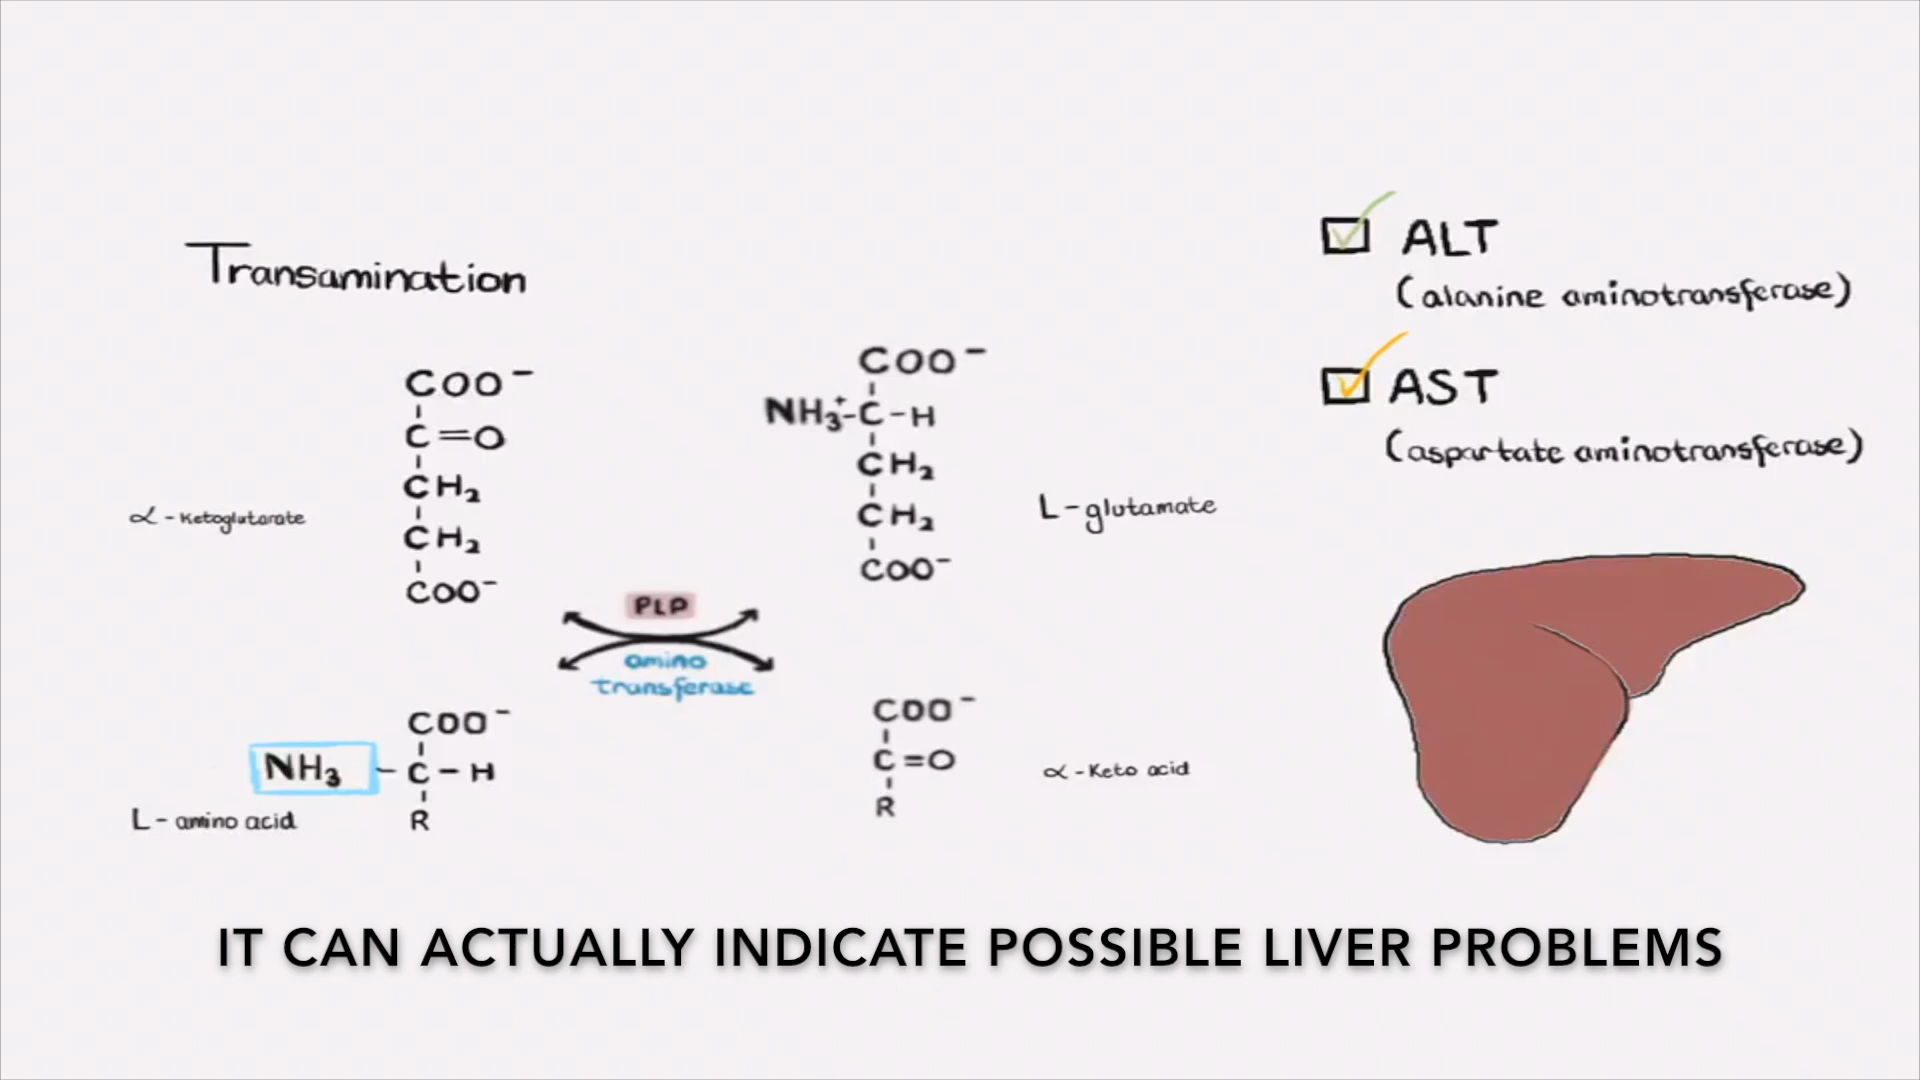 Transamination
COO⁻
C=O
CH₂
CH₂
COO⁻
α-Ketoglutarate
COO⁻
NH₃⁺-C-H
CH₂
CH₂
COO⁻
L-glutamate
PLP
amino
transferase
COO⁻
NH₃-C-H
R
L-amino acid
COO⁻
C=O
R
α-Keto acid
ALT
(alanine aminotransferase)
AST
(aspartate aminotransferase)
IT CAN ACTUALLY INDICATE POSSIBLE LIVER PROBLEMS